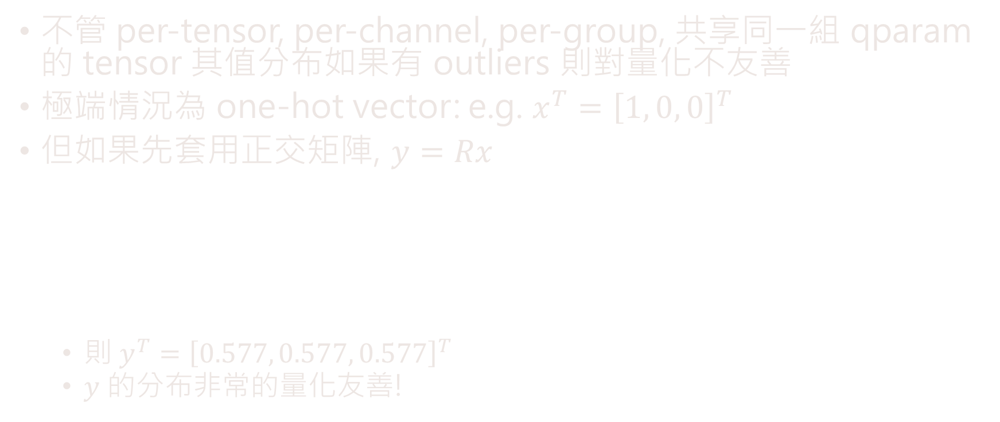 • 不管 per-tensor, per-channel, per-group, 共享同一組 qparam
的 tensor 其值分布如果有 outliers 則對量化不友善
• 極端情況為 one-hot vector: e.g. x^T = [1, 0, 0]^T
• 但如果先套用正交矩陣, y = Rx
• 則 y^T = [0.577, 0.577, 0.577]^T
• y 的分布非常的量化友善!